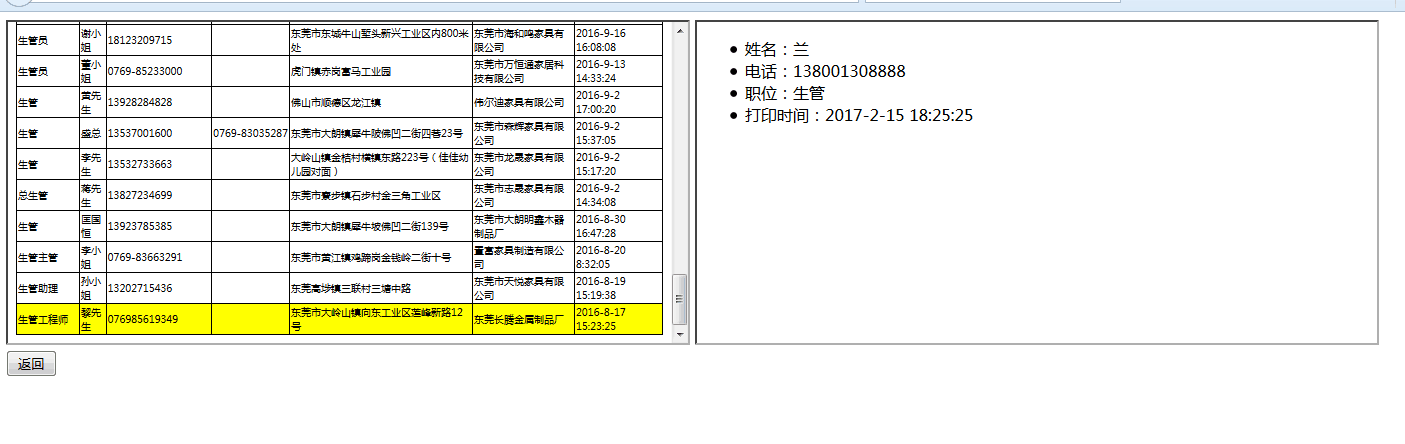 生管员 谢小姐 18123209715 东莞市东城牛山堑头新兴工业区内800米处 东莞市海和鸣家具有限公司 2016-9-16 16:08:08
生管员 董小姐 0769-85233000 虎门镇赤岗富马工业园 东莞市万恒通家居科技有限公司 2016-9-13 14:33:24
生管 黄先生 13928284828 佛山市顺德区龙江镇 伟尔迪家具有限公司 2016-9-2 17:00:20
生管 盛总 13537001600 0769-83035287 东莞市大朗镇犀牛陂佛凹二街四巷23号 东莞市森辉家具有限公司 2016-9-2 15:37:05
生管 李先生 13532733663 大岭山镇金桔村横镇东路223号（佳佳幼儿园对面） 东莞市龙晟家具有限公司 2016-9-2 15:17:20
总生管 蒋先生 13827234699 东莞市寮步镇石步村金三角工业区 东莞市志晟家具有限公司 2016-9-2 14:34:08
生管 匡国恒 13923785385 东莞市大朗镇犀牛坡佛凹二街139号 东莞市大朗明鑫木器制品厂 2016-8-30 16:47:28
生管主管 李小姐 0769-83663291 东莞市黄江镇鸡蹄岗金钱岭二街十号 置富家具制造有限公司 2016-8-20 8:32:05
生管助理 孙小姐 13202715436 东莞高埗镇三联村三塘中路 东莞市天悦家具有限公司 2016-8-19 15:19:38
生管工程师 黎先生 076985619349 东莞市大岭山镇向东工业区莲峰新路12号 东莞长腾金属制品厂 2016-8-17 15:23:25
姓名：兰
电话：138001308888
职位：生管
打印时间：2017-2-15 18:25:25
返回